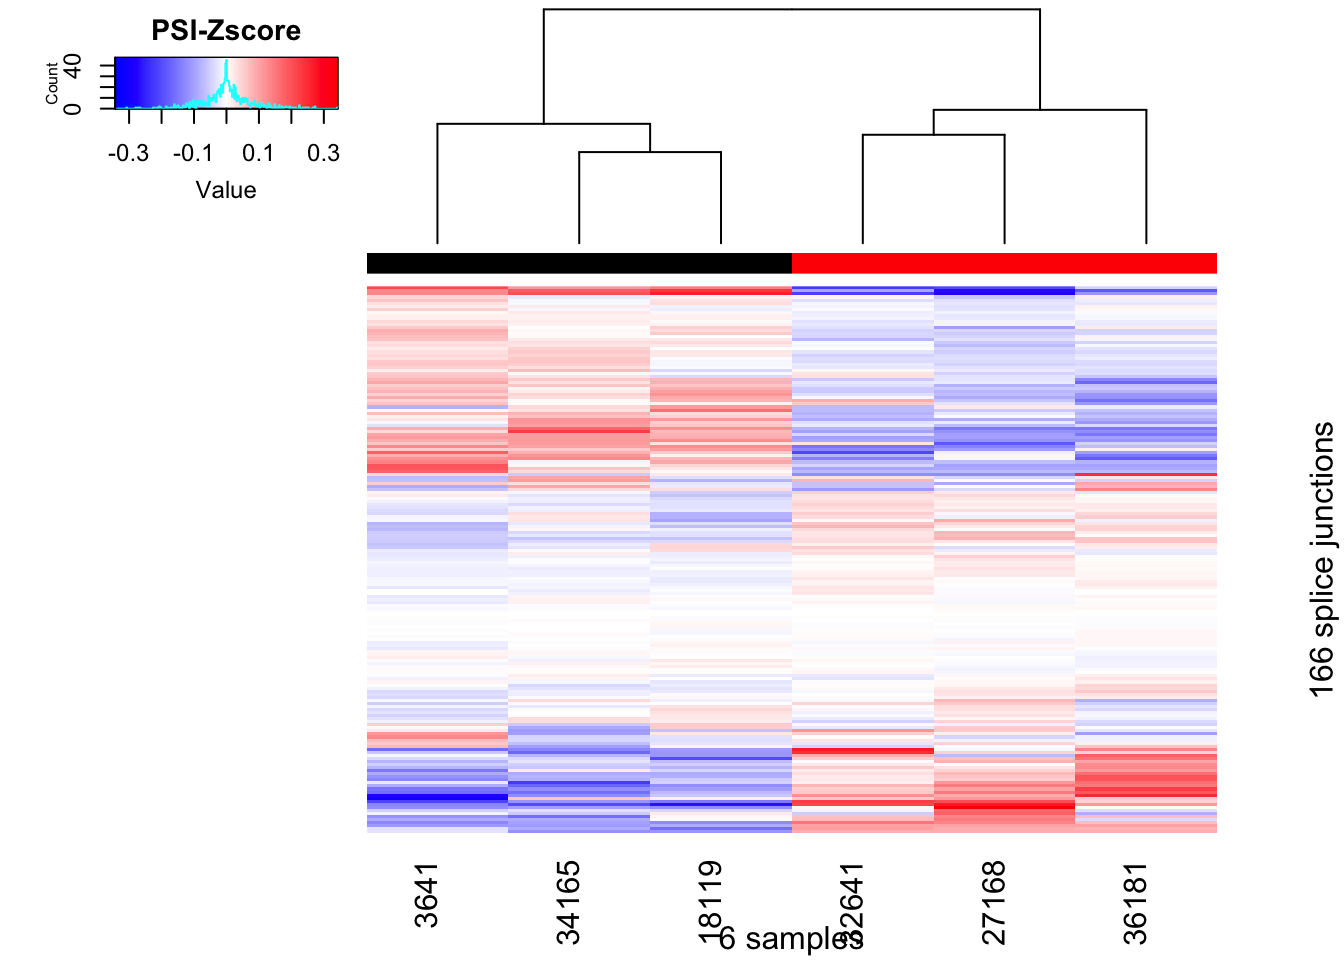 PSI-Zscore
Count
0 40
-0.3 -0.1 0.1 0.3
Value
166 splice junctions
3641 34165 18119 32641 27168 36181
6 samples